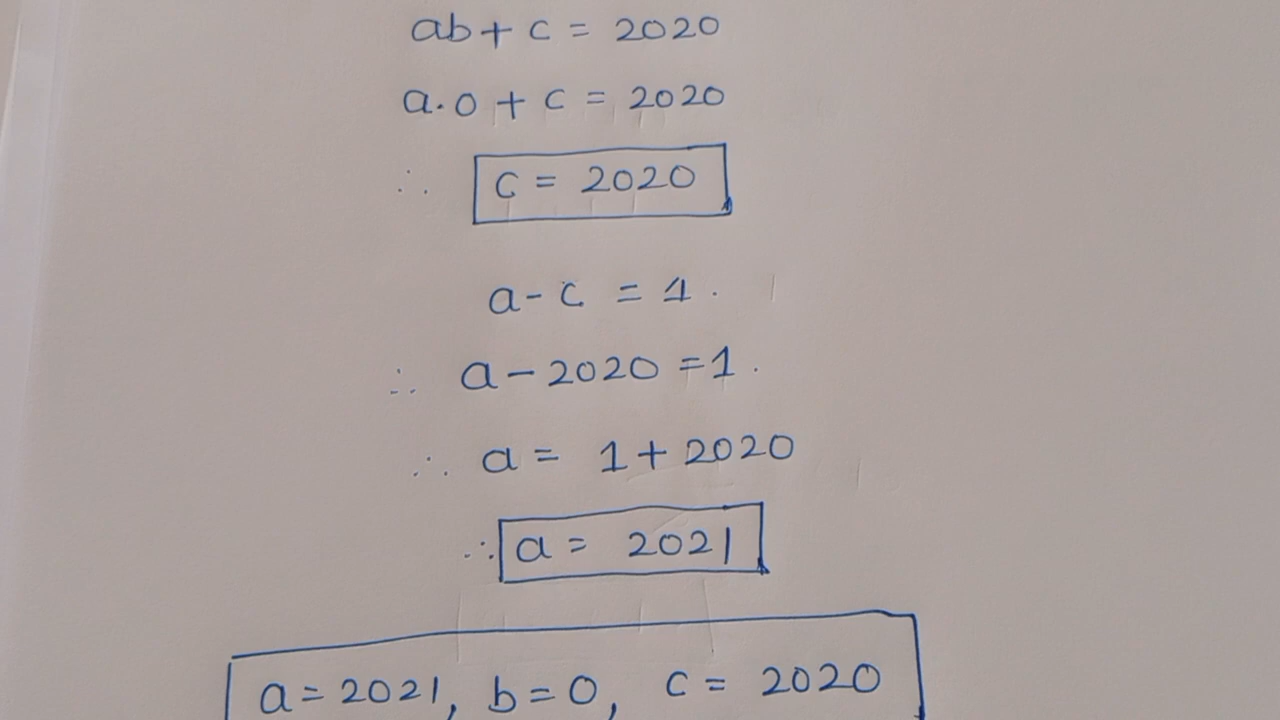 ab + c = 2020
a.0 + c = 2020
∴ c = 2020
a - c = 1.
∴ a - 2020 = 1.
∴ a = 1 + 2020
∴ a = 2021
a = 2021, b = 0, c = 2020